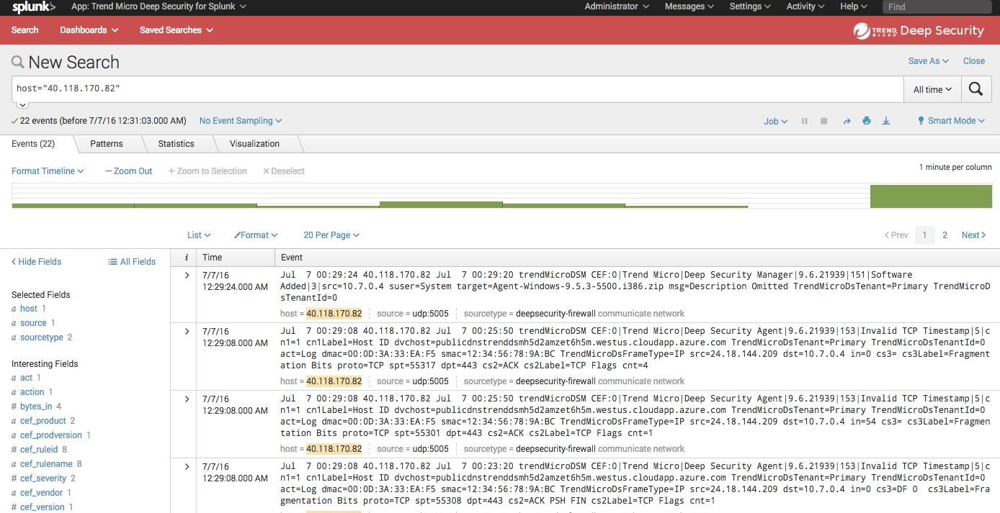 splunk> App: Trend Micro Deep Security for Splunk Administrator Messages Settings Activity Help Find
Search Dashboards Saved Searches TREND MICRO Deep Security
New Search Save As Close
host="40.118.170.82" All time
22 events (before 7/7/16 12:31:03.000 AM) No Event Sampling Job Smart Mode
Events (22) Patterns Statistics Visualization
Format Timeline — Zoom Out + Zoom to Selection × Deselect 1 minute per column
List Format 20 Per Page < Prev 1 2 Next >
< Hide Fields All Fields i Time Event
Selected Fields
a host 1
a source 1
a sourcetype 2
Interesting Fields
a act 1
a action 1
# bytes_in 4
a cef_product 2
a cef_prodversion 1
# cef_ruleid 8
a cef_rulename 8
# cef_severity 2
a cef_vendor 1
# cef_version 1
> 7/7/16
12:29:24.000 AM
Jul 7 00:29:24 40.118.170.82 Jul 7 00:29:20 trendMicroDSM CEF:0|Trend Micro|Deep Security Manager|9.6.21939|151|Software
Added|3|src=10.7.0.4 suser=System target=Agent-Windows-9.5.3-5500.i386.zip msg=Description Omitted TrendMicroDsTenant=Primary TrendMicroD
sTenantId=0
host = 40.118.170.82 source = udp:5005 sourcetype = deepsecurity-firewall communicate network
> 7/7/16
12:29:08.000 AM
Jul 7 00:29:08 40.118.170.82 Jul 7 00:25:50 trendMicroDSM CEF:0|Trend Micro|Deep Security Agent|9.6.21939|153|Invalid TCP Timestamp|5|c
n1=1 cn1Label=Host ID dvchost=publicdnstrenddsmh5d2amzet6h5m.westus.cloudapp.azure.com TrendMicroDsTenant=Primary TrendMicroDsTenantId=0
act=Log dmac=00:0D:3A:33:EA:F5 smac=12:34:56:78:9A:BC TrendMicroDsFrameType=IP src=24.18.144.209 dst=10.7.0.4 in=0 cs3= cs3Label=Fragment
ation Bits proto=TCP spt=55317 dpt=443 cs2=ACK cs2Label=TCP Flags cnt=4
host = 40.118.170.82 source = udp:5005 sourcetype = deepsecurity-firewall communicate network
> 7/7/16
12:29:08.000 AM
Jul 7 00:29:08 40.118.170.82 Jul 7 00:25:50 trendMicroDSM CEF:0|Trend Micro|Deep Security Agent|9.6.21939|153|Invalid TCP Timestamp|5|c
n1=1 cn1Label=Host ID dvchost=publicdnstrenddsmh5d2amzet6h5m.westus.cloudapp.azure.com TrendMicroDsTenant=Primary TrendMicroDsTenantId=0
act=Log dmac=00:0D:3A:33:EA:F5 smac=12:34:56:78:9A:BC TrendMicroDsFrameType=IP src=24.18.144.209 dst=10.7.0.4 in=54 cs3= cs3Label=Fragmen
tation Bits proto=TCP spt=55301 dpt=443 cs2=ACK cs2Label=TCP Flags cnt=1
host = 40.118.170.82 source = udp:5005 sourcetype = deepsecurity-firewall communicate network
> 7/7/16
12:29:08.000 AM
Jul 7 00:29:08 40.118.170.82 Jul 7 00:23:20 trendMicroDSM CEF:0|Trend Micro|Deep Security Agent|9.6.21939|153|Invalid TCP Timestamp|5|c
n1=1 cn1Label=Host ID dvchost=publicdnstrenddsmh5d2amzet6h5m.westus.cloudapp.azure.com TrendMicroDsTenant=Primary TrendMicroDsTenantId=0
act=Log dmac=00:0D:3A:33:EA:F5 smac=12:34:56:78:9A:BC TrendMicroDsFrameType=IP src=24.18.144.209 dst=10.7.0.4 in=0 cs3=DF 0 cs3Label=Fra
gmentation Bits proto=TCP spt=55308 dpt=443 cs2=ACK PSH FIN cs2Label=TCP Flags cnt=1